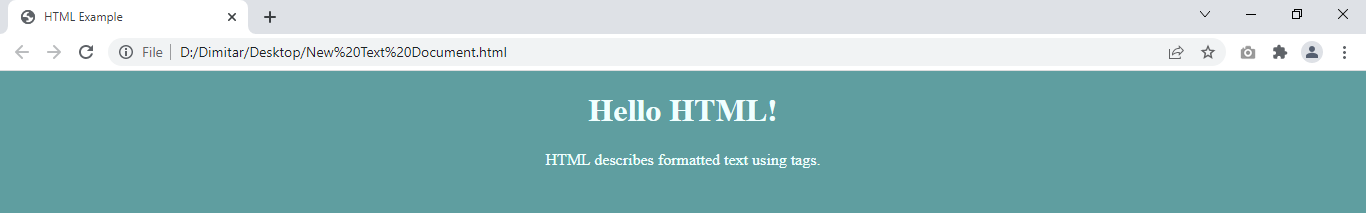 HTML Example
File D:/Dimitar/Desktop/New%20Text%20Document.html
Hello HTML!
HTML describes formatted text using tags.